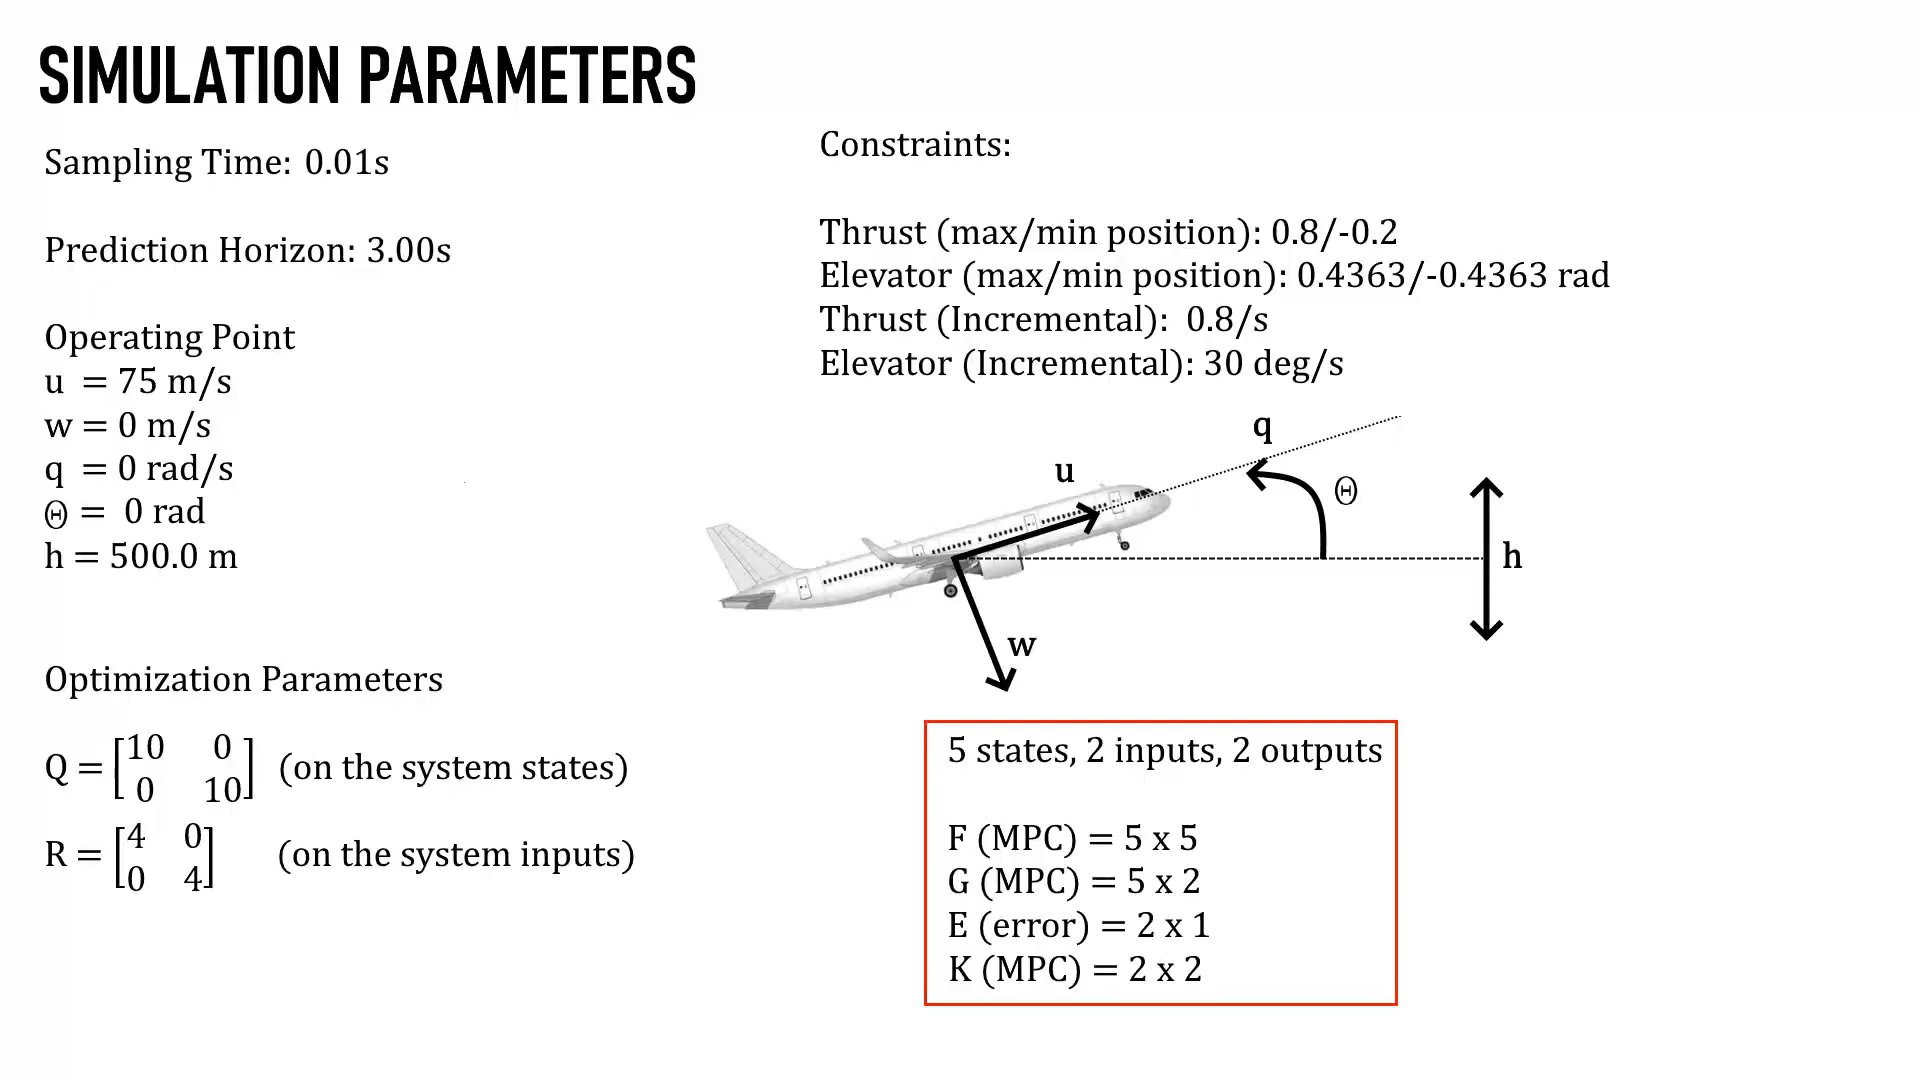 SIMULATION PARAMETERS
Sampling Time: 0.01s
Prediction Horizon: 3.00s
Operating Point
u = 75 m/s
w = 0 m/s
q = 0 rad/s
Θ = 0 rad
h = 500.0 m
Optimization Parameters
Q = [10 0
0 10] (on the system states)
R = [4 0
0 4] (on the system inputs)
Constraints:
Thrust (max/min position): 0.8/-0.2
Elevator (max/min position): 0.4363/-0.4363 rad
Thrust (Incremental): 0.8/s
Elevator (Incremental): 30 deg/s
q
u
Θ
h
w
5 states, 2 inputs, 2 outputs
F (MPC) = 5 x 5
G (MPC) = 5 x 2
E (error) = 2 x 1
K (MPC) = 2 x 2